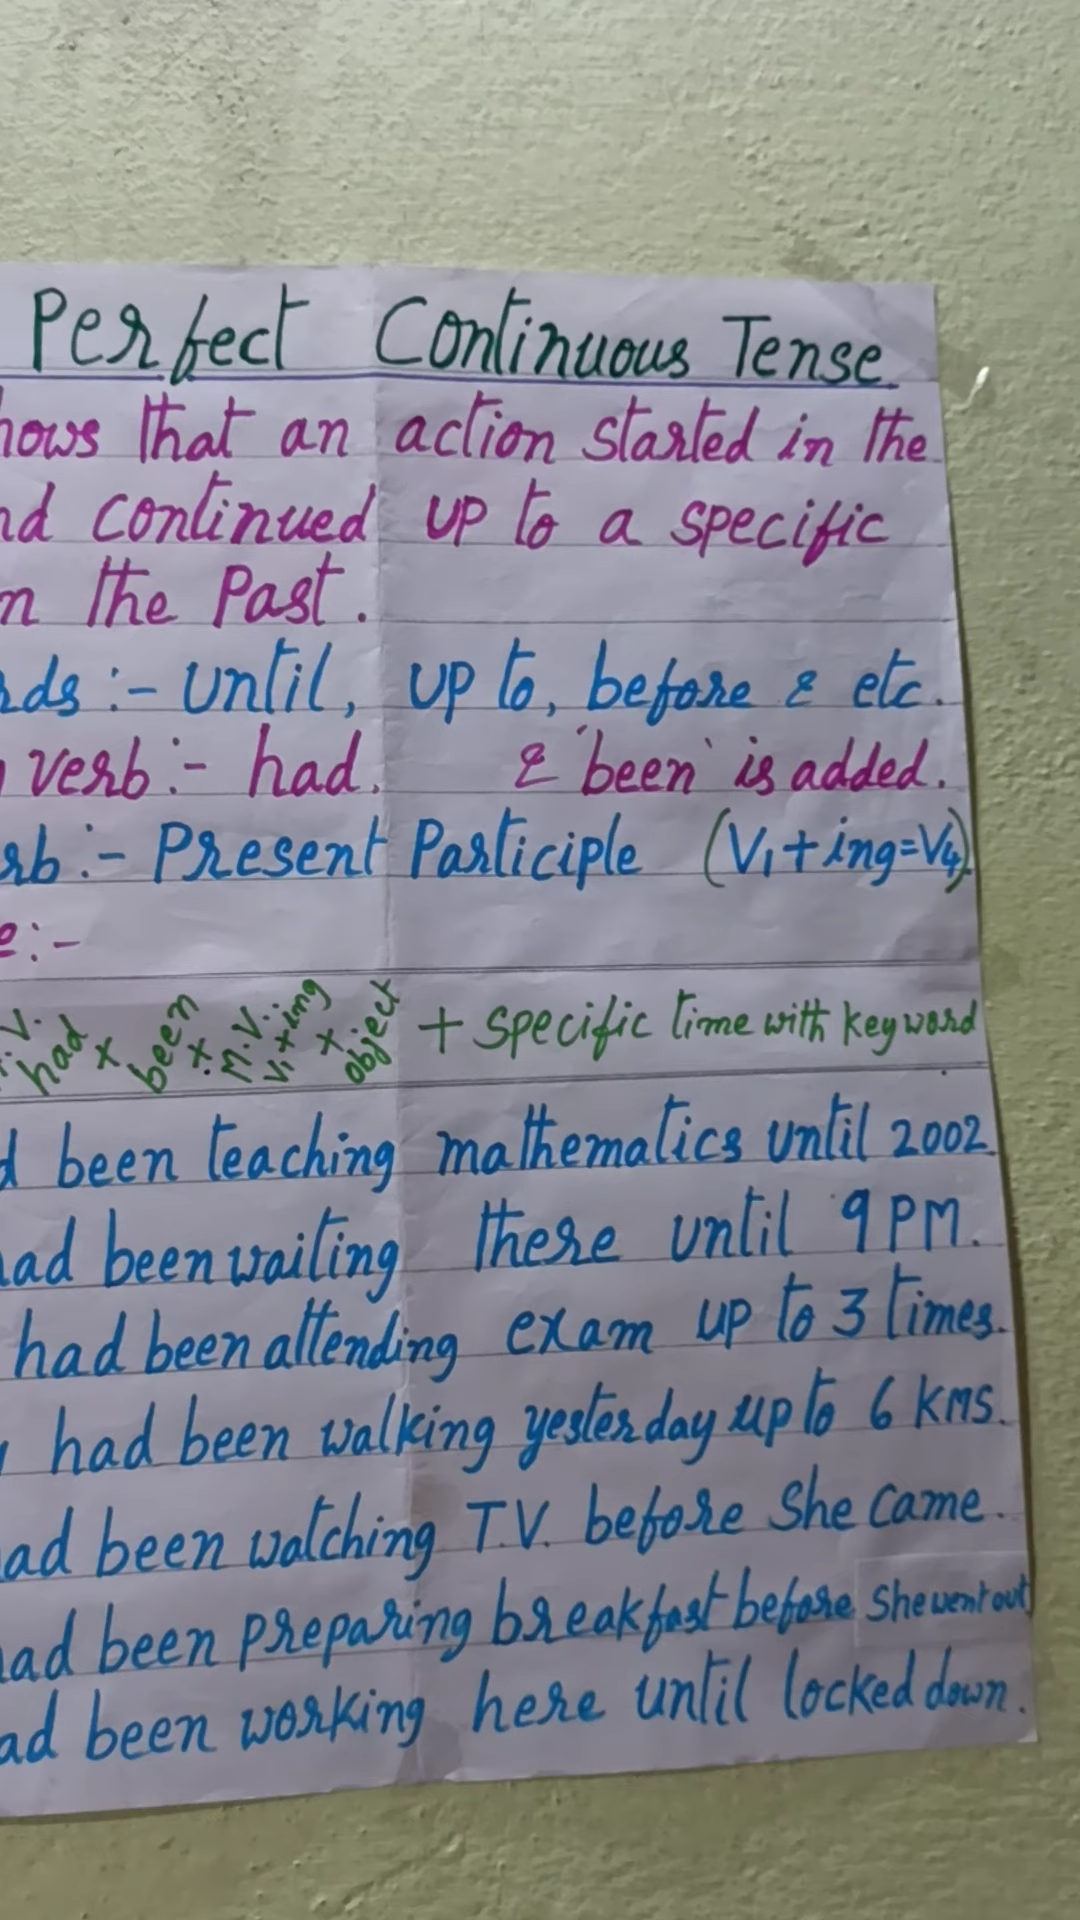 Perfect Continuous Tense
hows that an action started in the
nd continued up to a specific
n the Past.
rds :- until, up to, before & etc.
verb :- had. & 'been' is added.
rb :- Present Participle (V1+ing=V4)
e :-
V. had x been x M.V. V1+ing x object + specific time with keyword
d been teaching mathematics until 2002.
ad been waiting there until 9 PM.
had been attending exam up to 3 times.
had been walking yesterday up to 6 KMS.
ad been watching T.V. before She came.
ad been preparing breakfast before She went out
ad been working here until locked down.